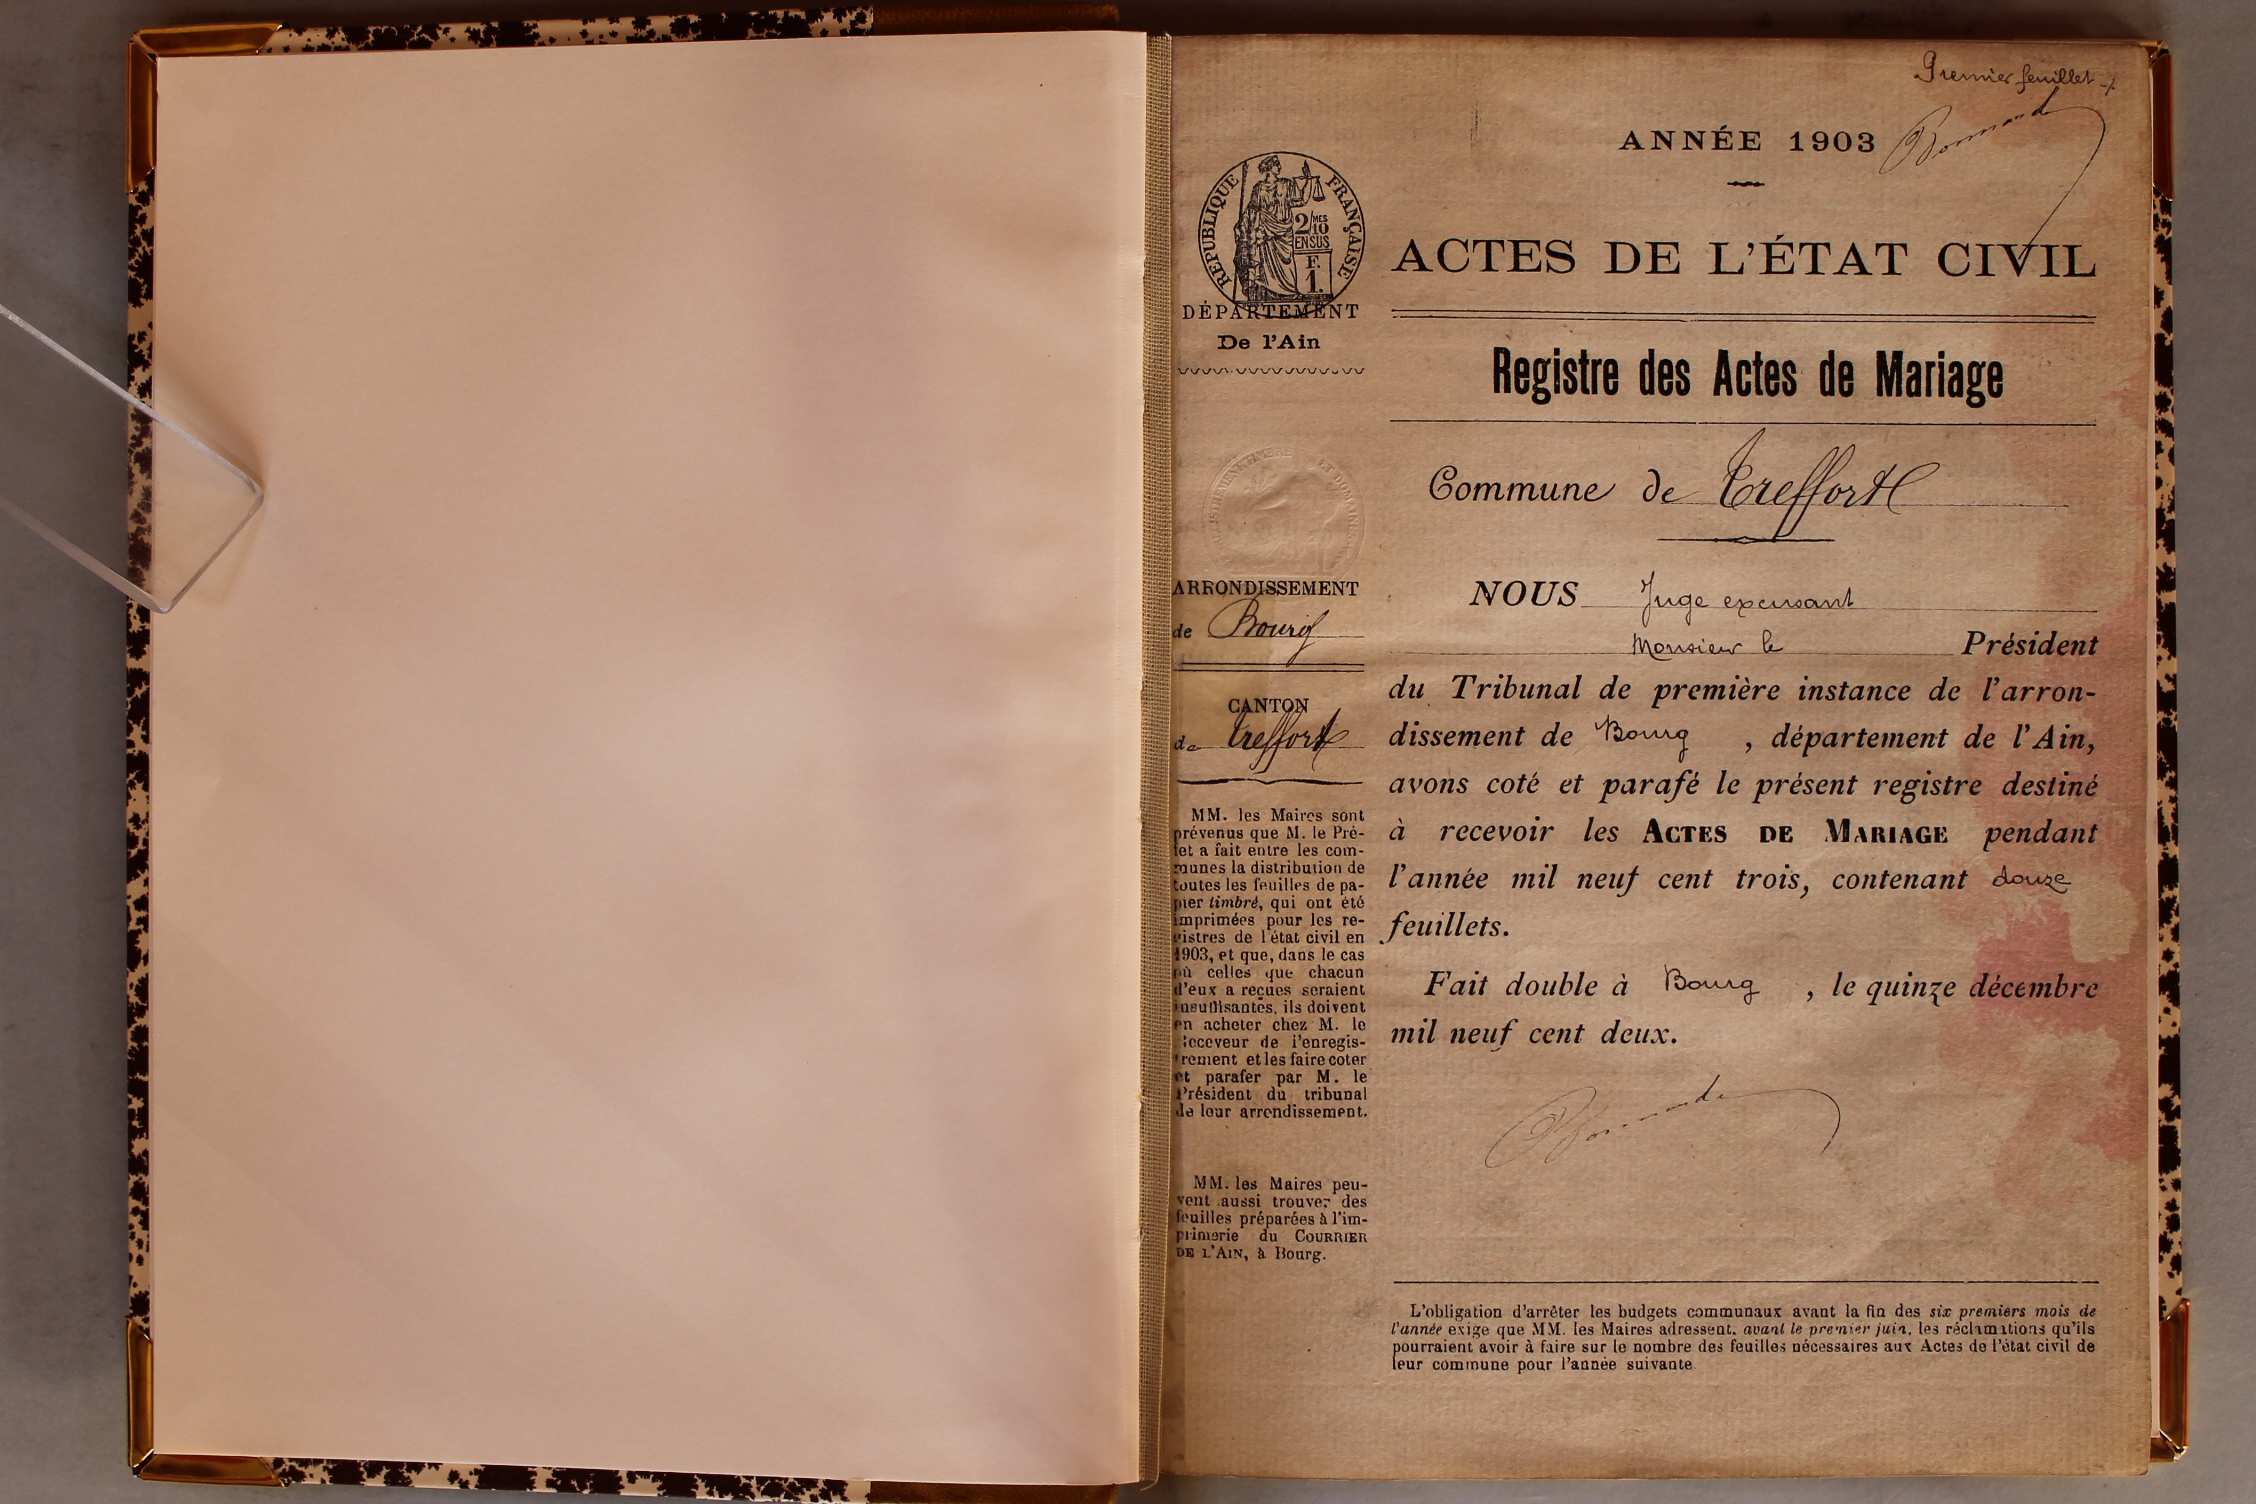 Premier feuillet
ANNÉE 1903
RÉPUBLIQUE FRANÇAISE
2/10 MES
EN SUS
F.
1.
ACTES DE L'ÉTAT CIVIL
DÉPARTEMENT
De l'Ain
Registre des Actes de Mariage
Commune de Treffort
ARRONDISSEMENT
de Bourg
CANTON
de Treffort
MM. les Maires sont
prévenus que M. le Pré-
fet a fait entre les com-
munes la distribution de
toutes les feuilles de pa-
pier timbré, qui ont été
imprimées pour les re-
gistres de l'état civil en
1903, et que, dans le cas
où celles que chacun
d'eux a reçues seraient
insuffisantes, ils doivent
en acheter chez M. le
Receveur de l'enregis-
trement et les faire coter
et parafer par M. le
Président du tribunal
de leur arrondissement.
MM. les Maires peu-
vent aussi trouver des
feuilles préparées à l'im-
primerie du COURRIER
DE L'AIN, à Bourg.
NOUS Juge excusant
Monsieur le Président
du Tribunal de première instance de l'arron-
dissement de Bourg, département de l'Ain,
avons coté et parafé le présent registre destiné
à recevoir les ACTES DE MARIAGE pendant
l'année mil neuf cent trois, contenant douze
feuillets.
Fait double à Bourg, le quinze décembre
mil neuf cent deux.
L'obligation d'arrêter les budgets communaux avant la fin des six premiers mois de
l'année exige que MM. les Maires adressent, avant le premier juin, les réclamations qu'ils
pourraient avoir à faire sur le nombre des feuilles nécessaires aux Actes de l'état civil de
leur commune pour l'année suivante